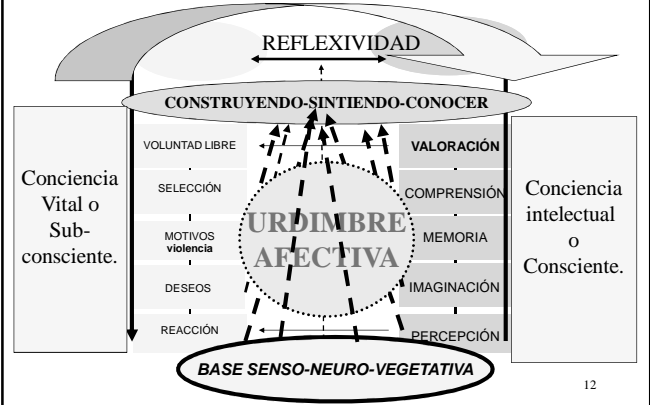 REFLEXIVIDAD
CONSTRUYENDO-SINTIENDO-CONOCER
Conciencia
Vital o
Sub-
consciente.
VOLUNTAD LIBRE
SELECCIÓN
MOTIVOS
violencia
DESEOS
REACCIÓN
URDIMBRE
AFECTIVA
VALORACIÓN
COMPRENSIÓN
MEMORIA
IMAGINACIÓN
PERCEPCIÓN
Conciencia
intelectual
o
Consciente.
BASE SENSO-NEURO-VEGETATIVA
12